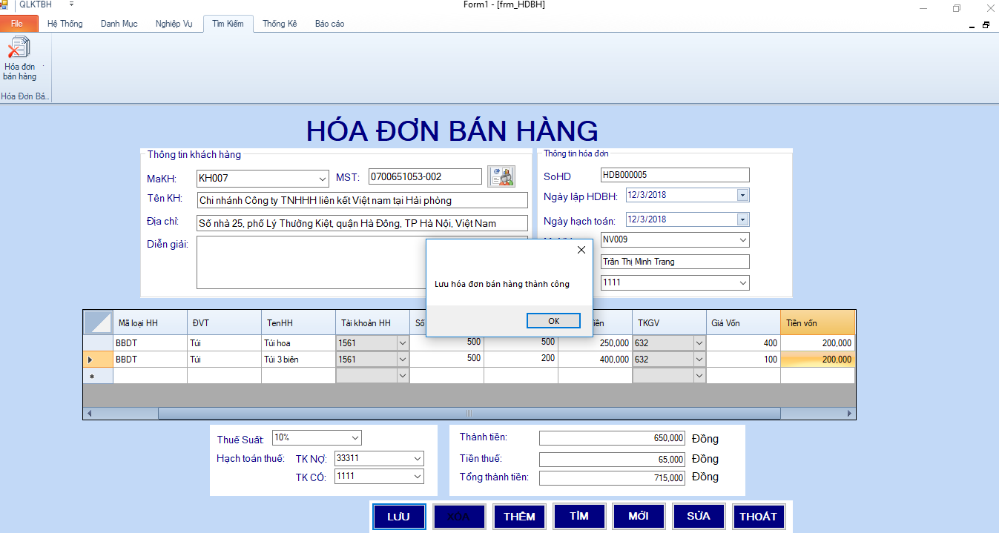 QLKTBH
Form1 - [frm_HDBH]
File Hệ Thống Danh Mục Nghiệp Vụ Tìm Kiếm Thống Kê Báo cáo
Hóa đơn
bán hàng
Hóa Đơn Bá...
HÓA ĐƠN BÁN HÀNG
Thông tin khách hàng
MaKH: KH007 MST: 0700651053-002
Tên KH: Chi nhánh Công ty TNHHH liên kết Việt nam tại Hải phòng
Địa chỉ: Số nhà 25, phố Lý Thường Kiệt, quận Hà Đông, TP Hà Nội, Việt Nam
Diễn giải:
Thông tin hóa đơn
SoHD HDB000005
Ngày lập HDBH: 12/3/2018
Ngày hạch toán: 12/3/2018
NV009
Trần Thị Minh Trang
1111
Lưu hóa đơn bán hàng thành công
OK
Mã loại HH ĐVT TenHH Tài khoản HH Số TKGV Giá Vốn Tiền vốn
BBDT Túi Túi hoa 1561 500 500 250,000 632 400 200,000
BBDT Túi Túi 3 biên 1561 500 200 400,000 632 100 200,000
Thuế Suất: 10%
Hạch toán thuế: TK NỢ: 33311
TK CÓ: 1111
Thành tiền: 650,000 Đồng
Tiền thuế: 65,000 Đồng
Tổng thành tiền: 715,000 Đồng
LƯU XÓA THÊM TÌM MỚI SỬA THOÁT